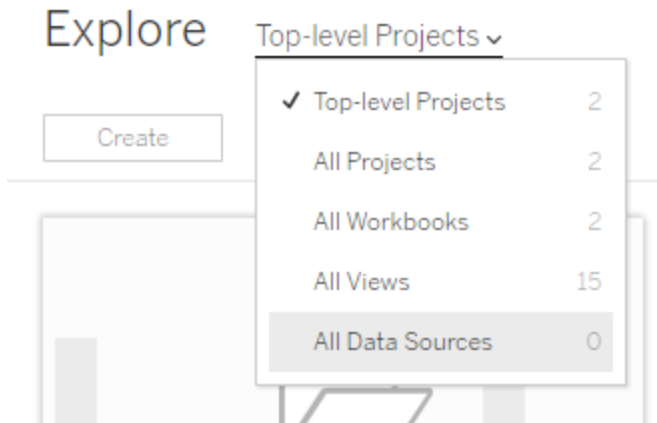 Explore Top-level Projects
✓ Top-level Projects 2
Create
All Projects 2
All Workbooks 2
All Views 15
All Data Sources 0